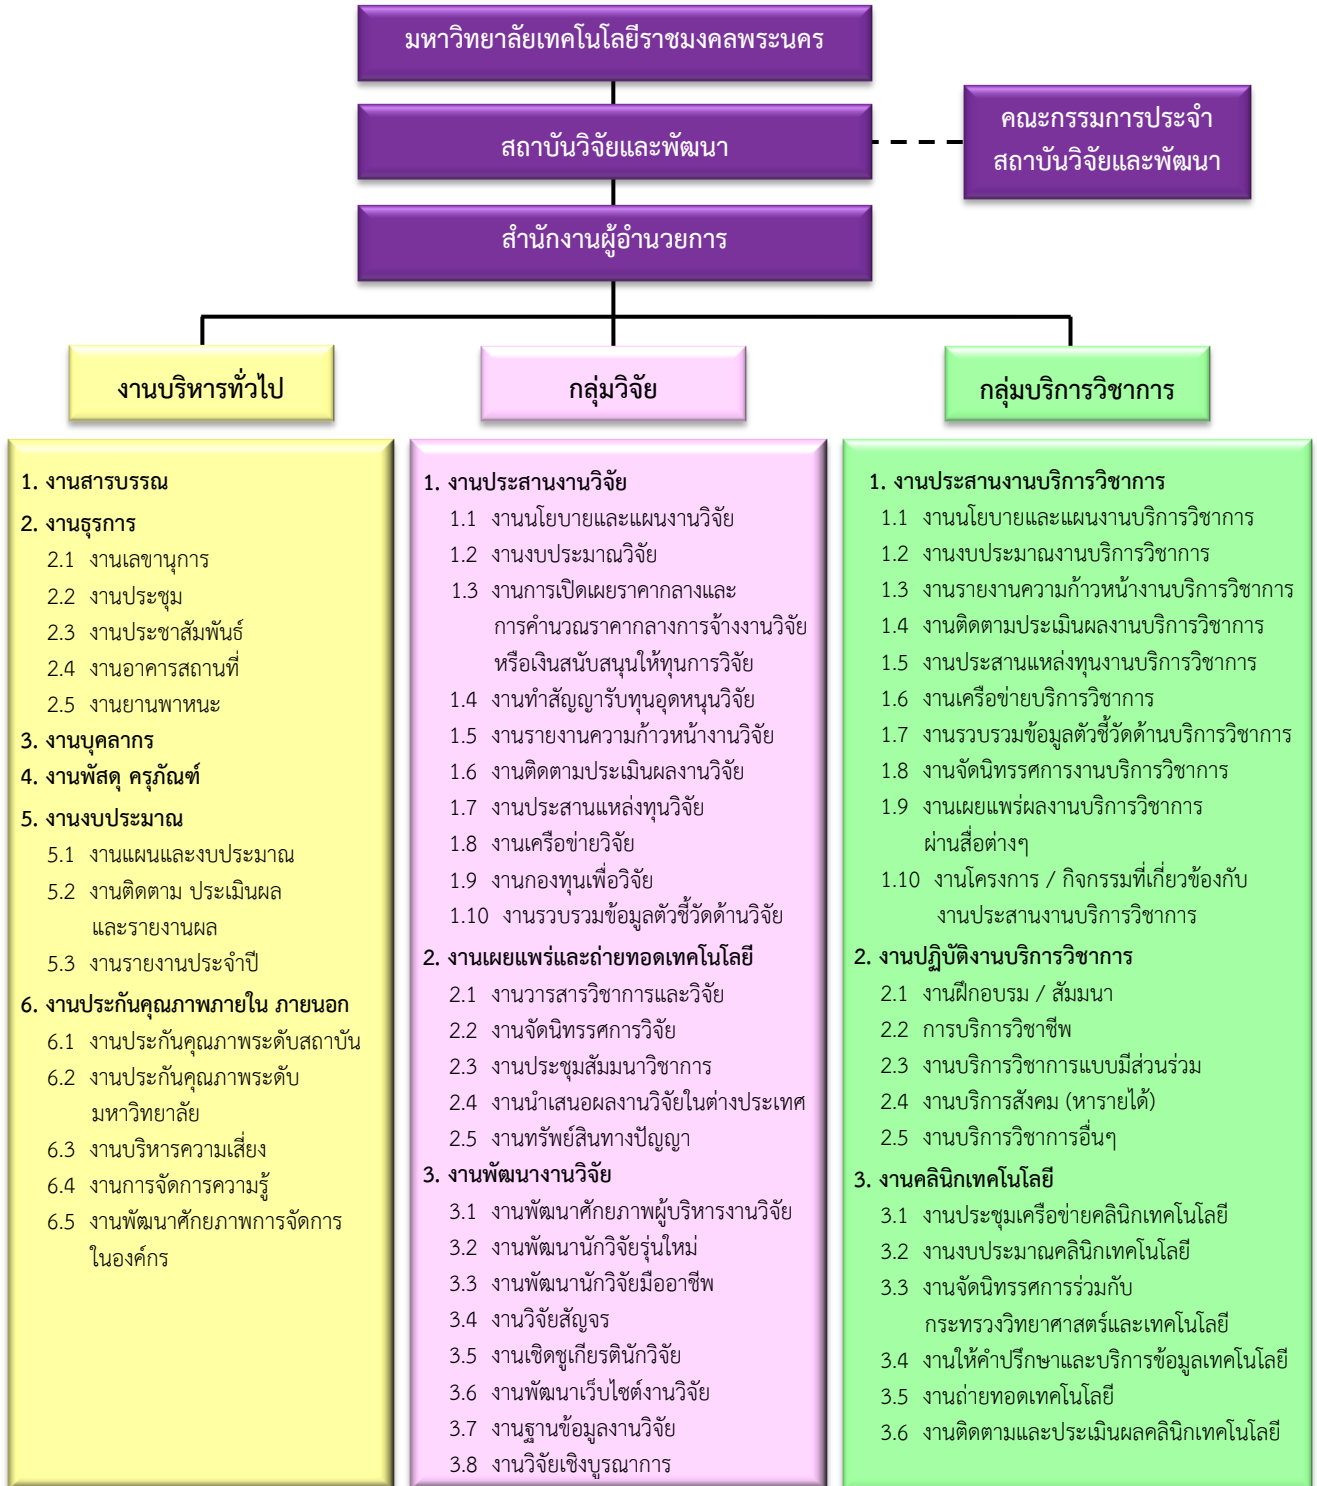 มหาวิทยาลัยเทคโนโลยีราชมงคลพระนคร
สถาบันวิจัยและพัฒนา
คณะกรรมการประจำ
สถาบันวิจัยและพัฒนา
สำนักงานผู้อำนวยการ
งานบริหารทั่วไป
1. งานสารบรรณ
2. งานธุรการ
2.1 งานเลขานุการ
2.2 งานประชุม
2.3 งานประชาสัมพันธ์
2.4 งานอาคารสถานที่
2.5 งานยานพาหนะ
3. งานบุคลากร
4. งานพัสดุ ครุภัณฑ์
5. งานงบประมาณ
5.1 งานแผนและงบประมาณ
5.2 งานติดตาม ประเมินผล
และรายงานผล
5.3 งานรายงานประจำปี
6. งานประกันคุณภาพภายใน ภายนอก
6.1 งานประกันคุณภาพระดับสถาบัน
6.2 งานประกันคุณภาพระดับ
มหาวิทยาลัย
6.3 งานบริหารความเสี่ยง
6.4 งานการจัดการความรู้
6.5 งานพัฒนาศักยภาพการจัดการ
ในองค์กร
กลุ่มวิจัย
1. งานประสานงานวิจัย
1.1 งานนโยบายและแผนงานวิจัย
1.2 งานงบประมาณวิจัย
1.3 งานการเปิดเผยราคากลางและ
การคำนวณราคากลางการจ้างงานวิจัย
หรือเงินสนับสนุนให้ทุนการวิจัย
1.4 งานทำสัญญารับทุนอุดหนุนวิจัย
1.5 งานรายงานความก้าวหน้างานวิจัย
1.6 งานติดตามประเมินผลงานวิจัย
1.7 งานประสานแหล่งทุนวิจัย
1.8 งานเครือข่ายวิจัย
1.9 งานกองทุนเพื่อวิจัย
1.10 งานรวบรวมข้อมูลตัวชี้วัดด้านวิจัย
2. งานเผยแพร่และถ่ายทอดเทคโนโลยี
2.1 งานวารสารวิชาการและวิจัย
2.2 งานจัดนิทรรศการวิจัย
2.3 งานประชุมสัมมนาวิชาการ
2.4 งานนำเสนอผลงานวิจัยในต่างประเทศ
2.5 งานทรัพย์สินทางปัญญา
3. งานพัฒนางานวิจัย
3.1 งานพัฒนาศักยภาพผู้บริหารงานวิจัย
3.2 งานพัฒนานักวิจัยรุ่นใหม่
3.3 งานพัฒนานักวิจัยมืออาชีพ
3.4 งานวิจัยสัญจร
3.5 งานเชิดชูเกียรตินักวิจัย
3.6 งานพัฒนาเว็บไซต์งานวิจัย
3.7 งานฐานข้อมูลงานวิจัย
3.8 งานวิจัยเชิงบูรณาการ
กลุ่มบริการวิชาการ
1. งานประสานงานบริการวิชาการ
1.1 งานนโยบายและแผนงานบริการวิชาการ
1.2 งานงบประมาณงานบริการวิชาการ
1.3 งานรายงานความก้าวหน้างานบริการวิชาการ
1.4 งานติดตามประเมินผลงานบริการวิชาการ
1.5 งานประสานแหล่งทุนงานบริการวิชาการ
1.6 งานเครือข่ายบริการวิชาการ
1.7 งานรวบรวมข้อมูลตัวชี้วัดด้านบริการวิชาการ
1.8 งานจัดนิทรรศการงานบริการวิชาการ
1.9 งานเผยแพร่ผลงานบริการวิชาการ
ผ่านสื่อต่างๆ
1.10 งานโครงการ / กิจกรรมที่เกี่ยวข้องกับ
งานประสานงานบริการวิชาการ
2. งานปฏิบัติงานบริการวิชาการ
2.1 งานฝึกอบรม / สัมมนา
2.2 การบริการวิชาชีพ
2.3 งานบริการวิชาการแบบมีส่วนร่วม
2.4 งานบริการสังคม (หารายได้)
2.5 งานบริการวิชาการอื่นๆ
3. งานคลินิกเทคโนโลยี
3.1 งานประชุมเครือข่ายคลินิกเทคโนโลยี
3.2 งานงบประมาณคลินิกเทคโนโลยี
3.3 งานจัดนิทรรศการร่วมกับ
กระทรวงวิทยาศาสตร์และเทคโนโลยี
3.4 งานให้คำปรึกษาและบริการข้อมูลเทคโนโลยี
3.5 งานถ่ายทอดเทคโนโลยี
3.6 งานติดตามและประเมินผลคลินิกเทคโนโลยี